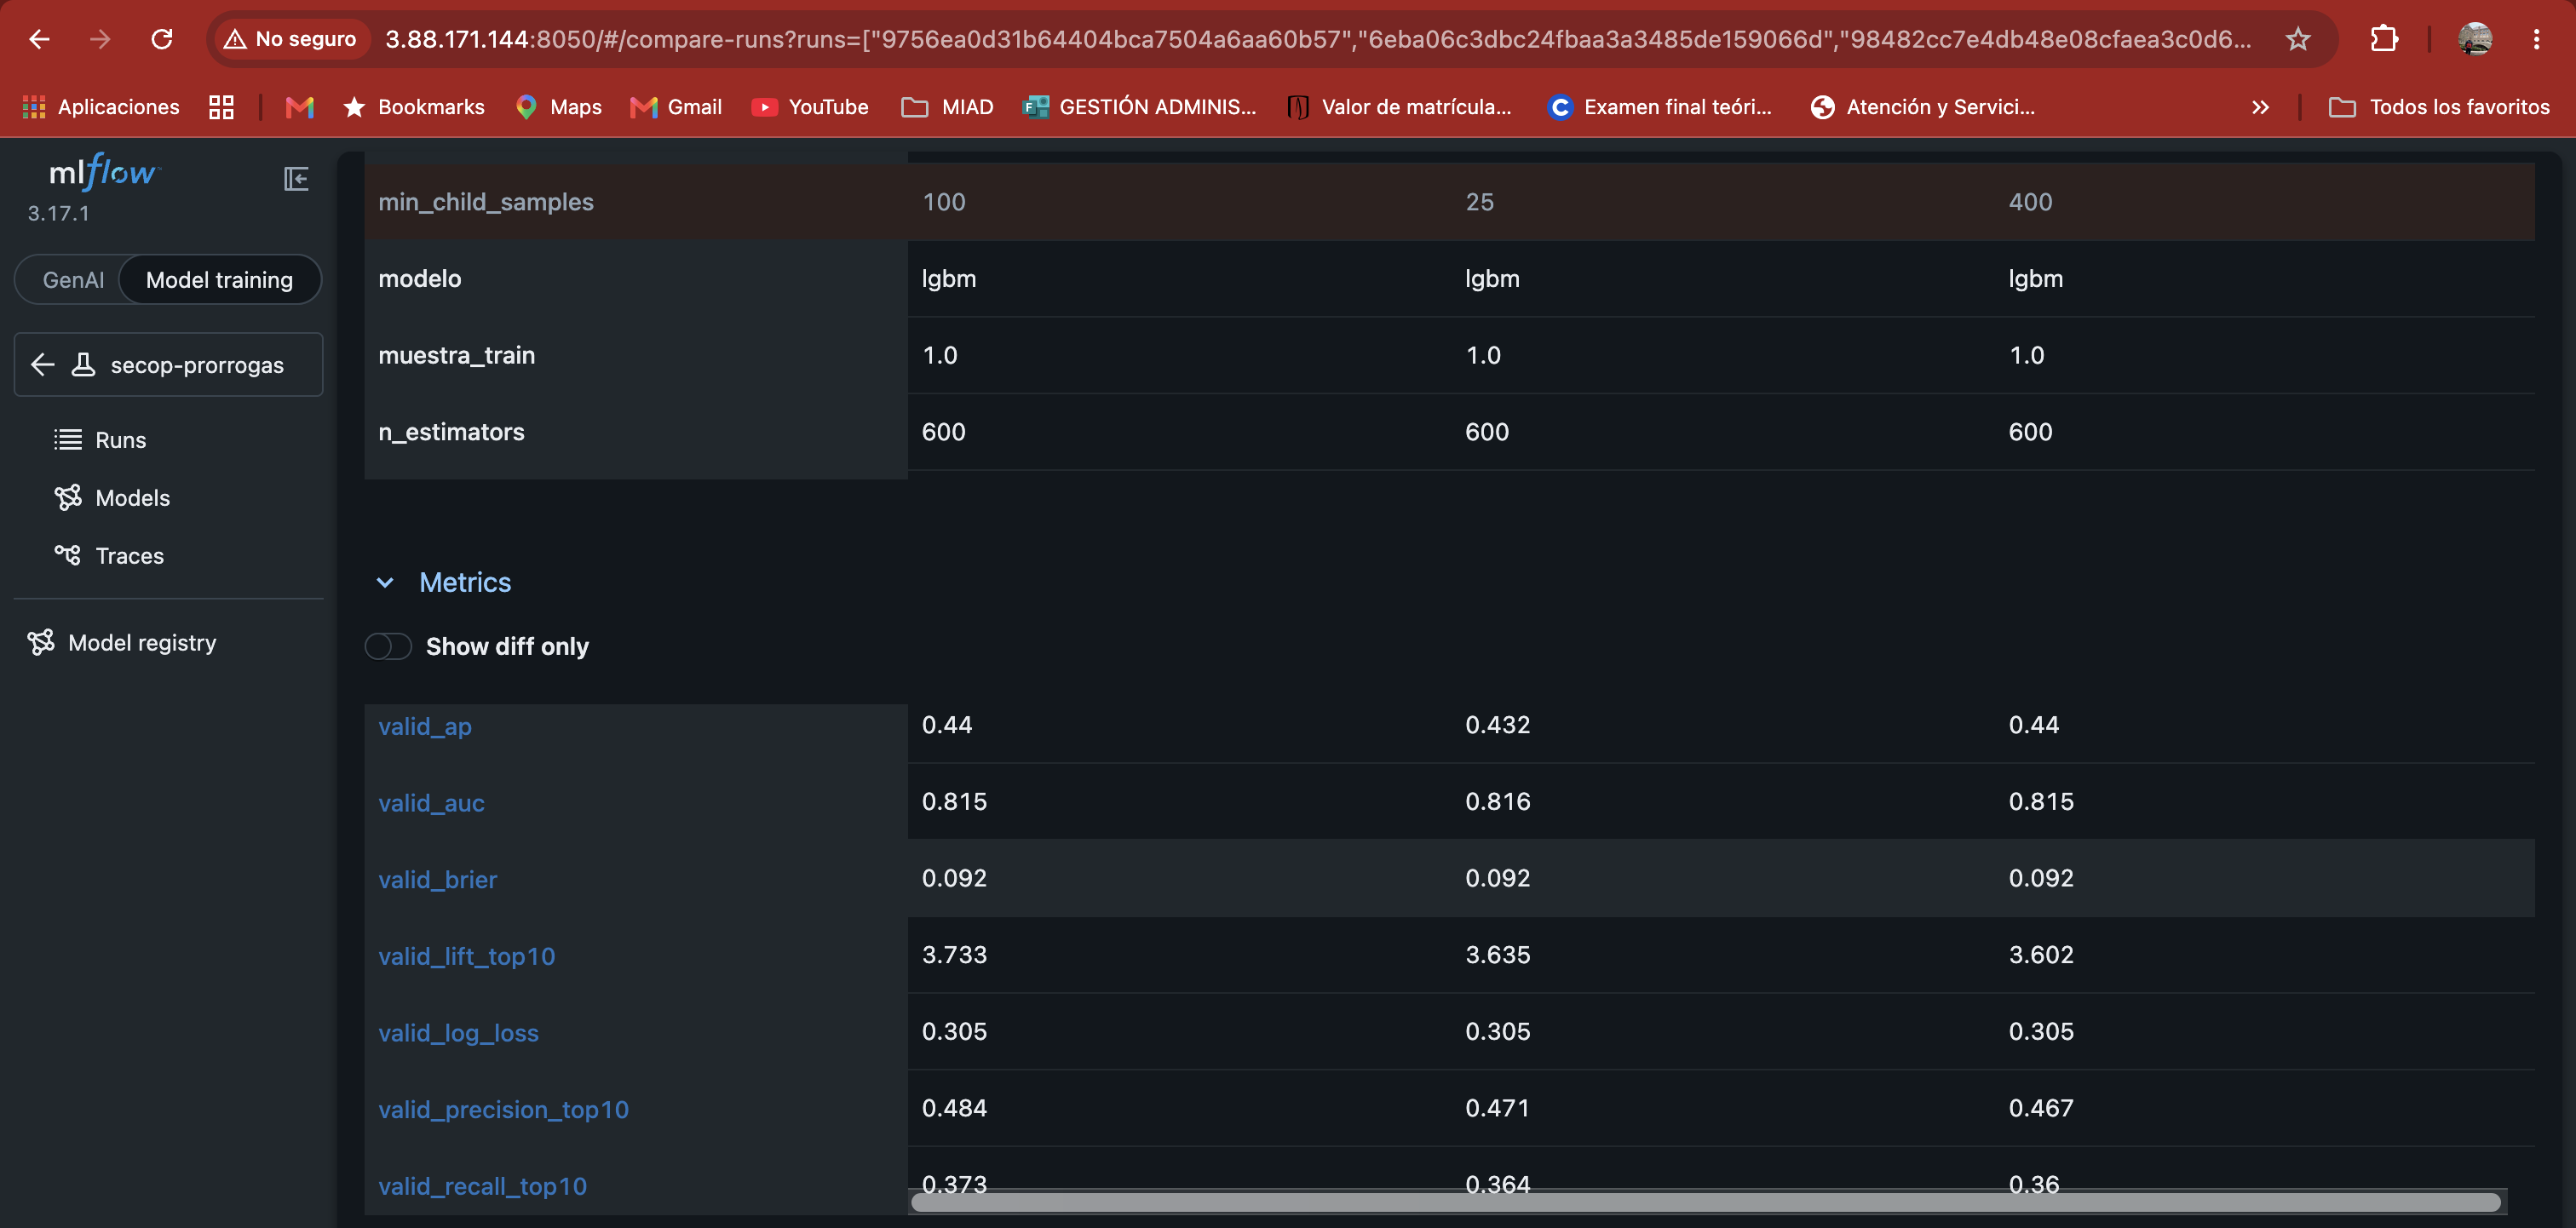 No seguro 3.88.171.144:8050/#/compare-runs?runs=["9756ea0d31b64404bca7504a6aa60b57","6eba06c3dbc24fbaa3a3485de159066d","98482cc7e4db48e08cfaea3c0d6...
Aplicaciones Bookmarks Maps Gmail YouTube MIAD GESTIÓN ADMINIS... Valor de matrícula... Examen final teóri... Atención y Servici... » Todos los favoritos
mlflow
3.17.1
GenAI Model training
secop-prorrogas
Runs
Models
Traces
Model registry
min_child_samples 100 25 400
modelo lgbm lgbm lgbm
muestra_train 1.0 1.0 1.0
n_estimators 600 600 600
Metrics
Show diff only
valid_ap 0.44 0.432 0.44
valid_auc 0.815 0.816 0.815
valid_brier 0.092 0.092 0.092
valid_lift_top10 3.733 3.635 3.602
valid_log_loss 0.305 0.305 0.305
valid_precision_top10 0.484 0.471 0.467
valid_recall_top10 0.373 0.364 0.36